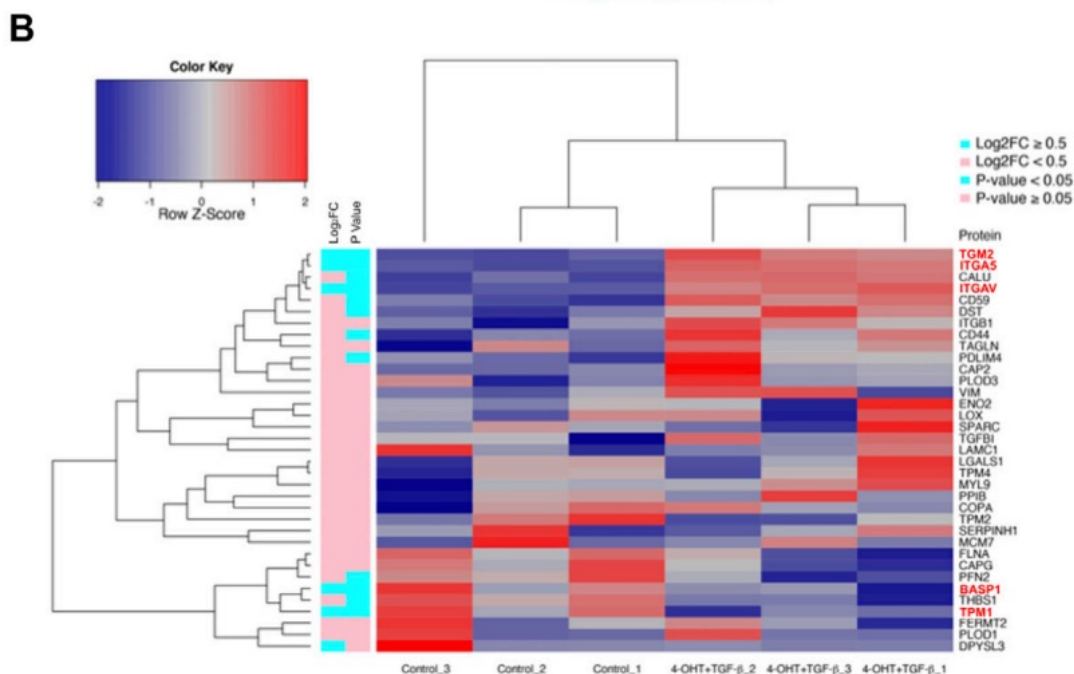 B
Color Key
-2 -1 0 1 2
Row Z-Score
Log2FC ≥ 0.5
Log2FC < 0.5
P-value < 0.05
P-value ≥ 0.05
Log2FC
P Value
Protein
TGM2
ITGA5
CALU
ITGAV
CD59
DST
ITGB1
CD44
TAGLN
PDLIM4
CAP2
PLOD3
VIM
ENO2
LOX
SPARC
TGFBI
LAMC1
LGALS1
TPM4
MYL9
PPIB
COPA
TPM2
SERPINH1
MCM7
FLNA
CAPG
PFN2
BASP1
THBS1
TPM1
FERMT2
PLOD1
DPYSL3
Control_3 Control_2 Control_1 4-OHT+TGF-β_2 4-OHT+TGF-β_3 4-OHT+TGF-β_1